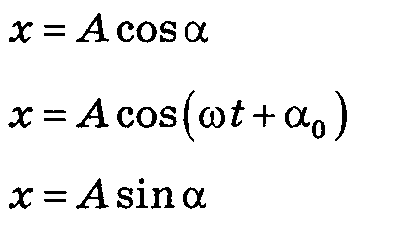 x = A cos α
x = A cos(ωt + α₀)
x = A sin α